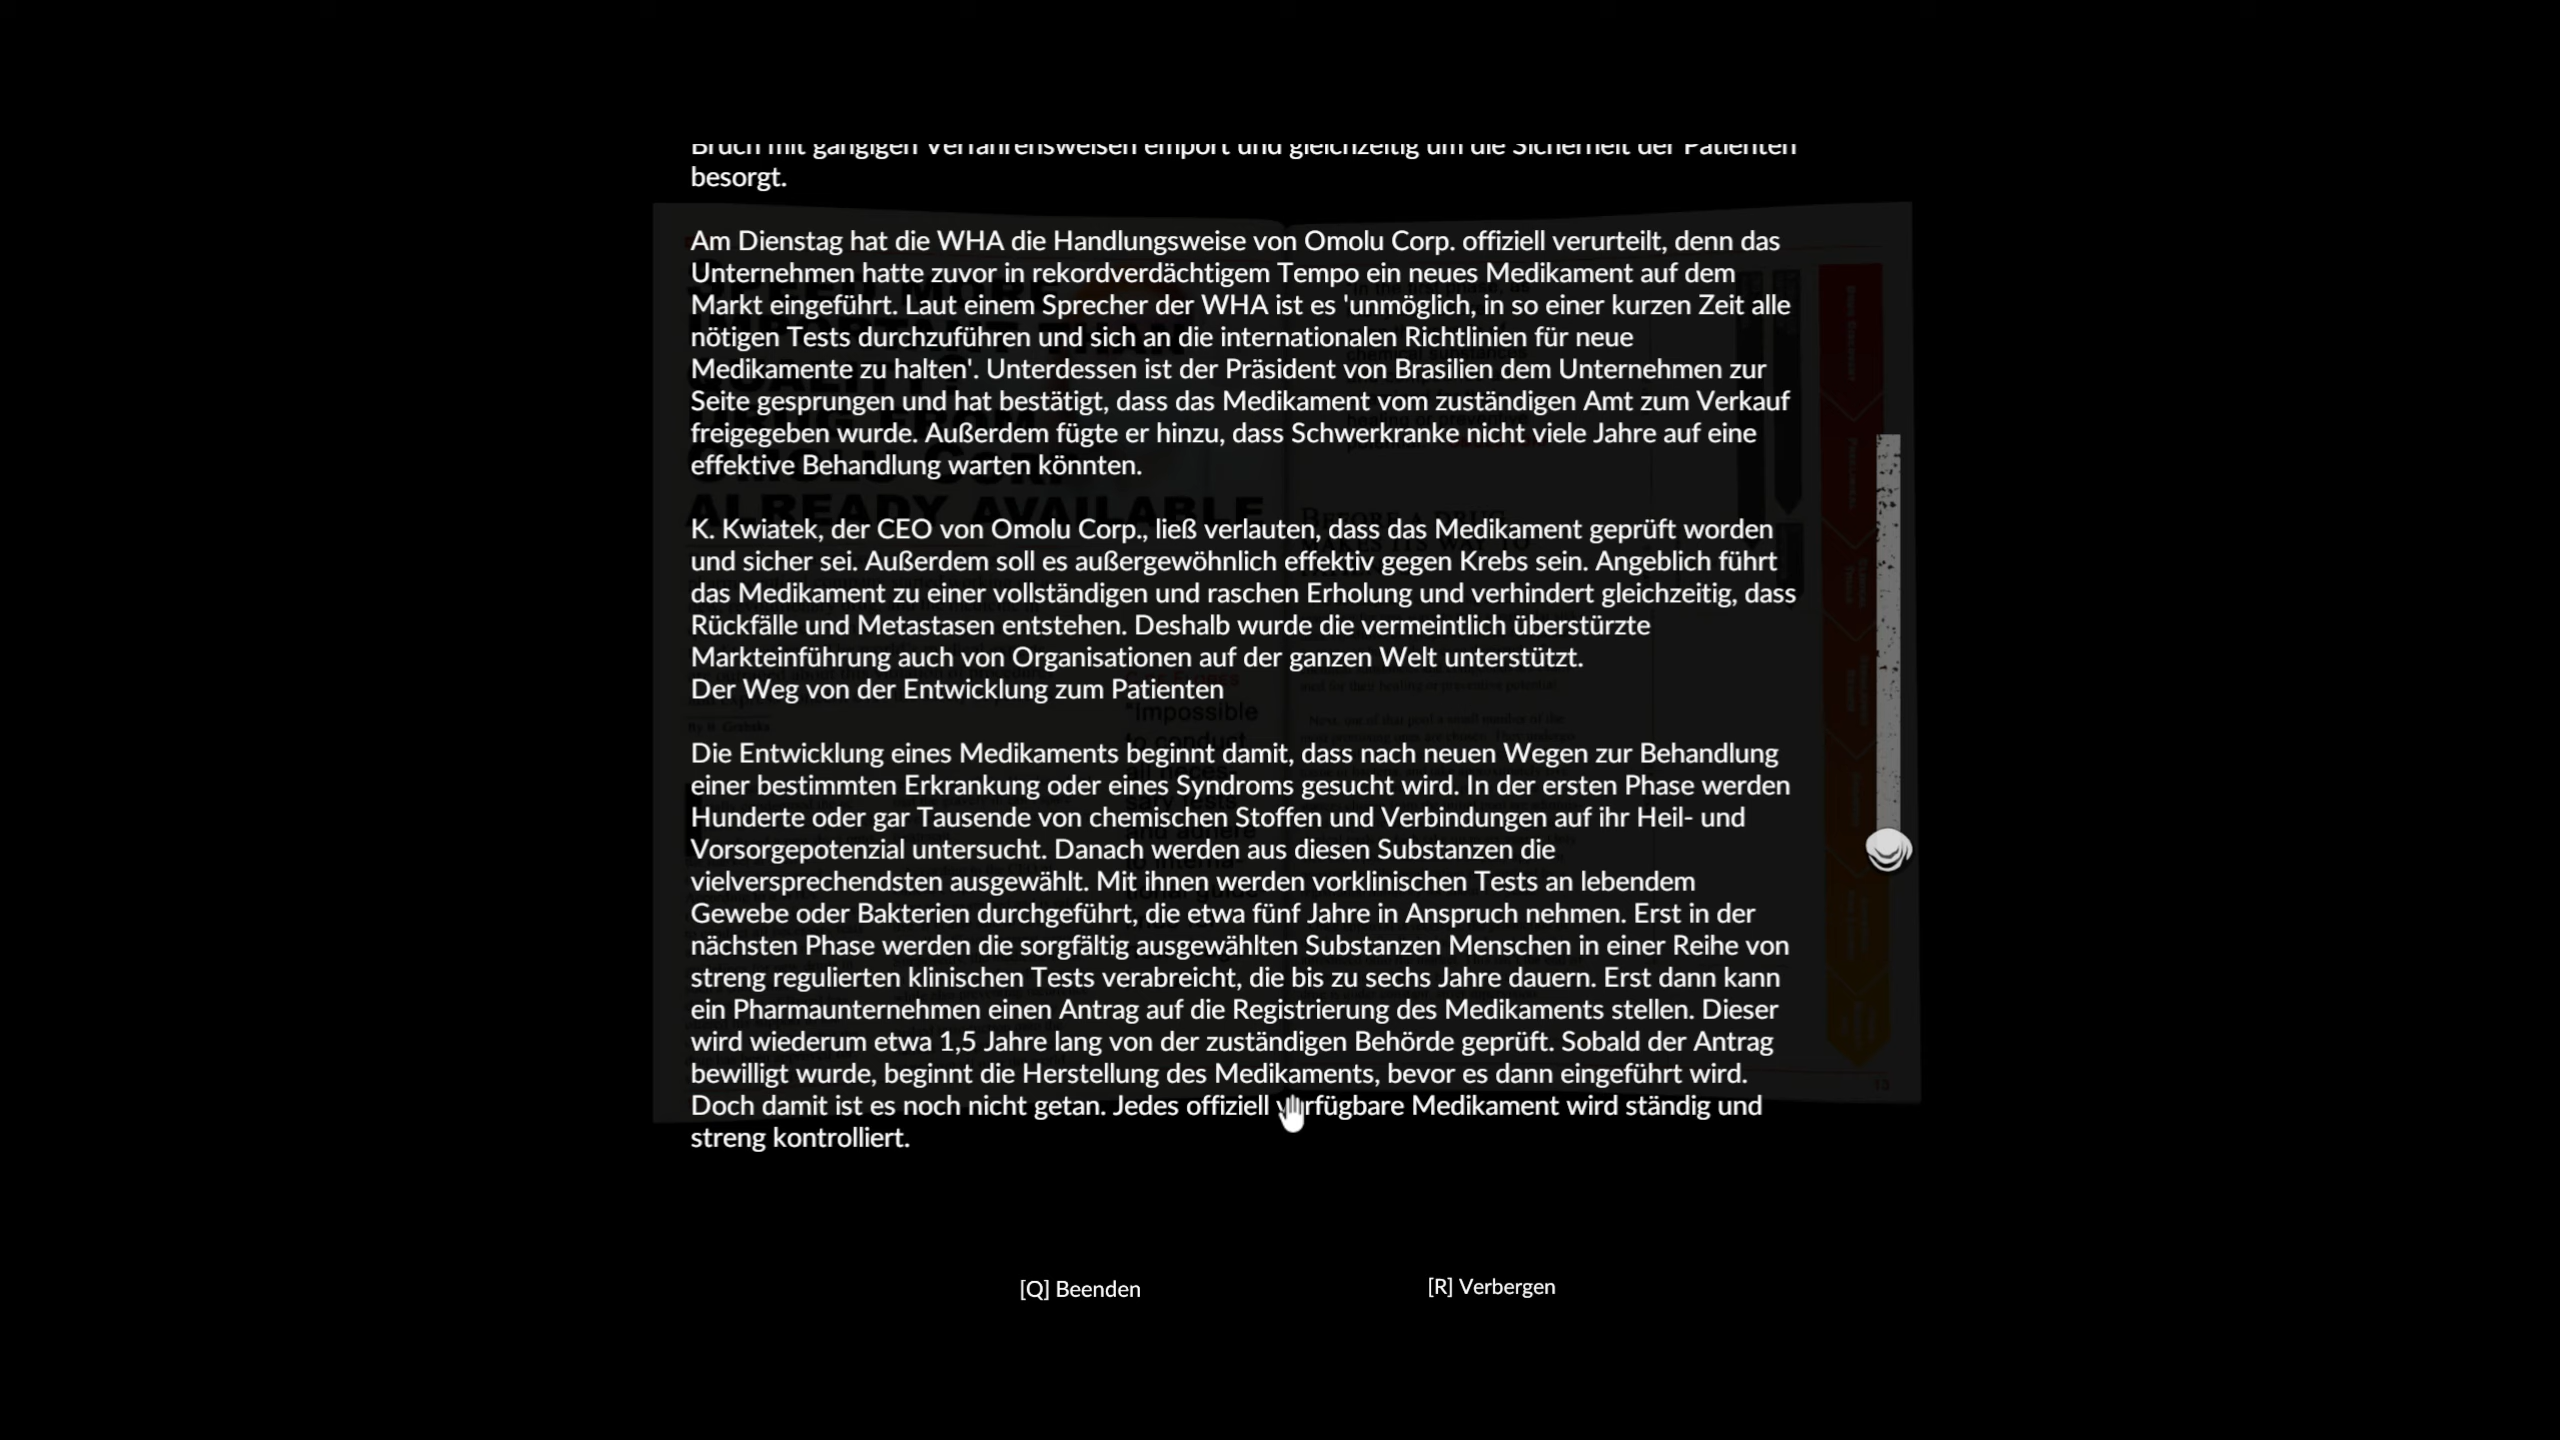 Bruch mit gängigen Verfahrensweisen empört und gleichzeitig um die Sicherheit der Patienten
besorgt.
Am Dienstag hat die WHA die Handlungsweise von Omolu Corp. offiziell verurteilt, denn das
Unternehmen hatte zuvor in rekordverdächtigem Tempo ein neues Medikament auf dem
Markt eingeführt. Laut einem Sprecher der WHA ist es 'unmöglich, in so einer kurzen Zeit alle
nötigen Tests durchzuführen und sich an die internationalen Richtlinien für neue
Medikamente zu halten'. Unterdessen ist der Präsident von Brasilien dem Unternehmen zur
Seite gesprungen und hat bestätigt, dass das Medikament vom zuständigen Amt zum Verkauf
freigegeben wurde. Außerdem fügte er hinzu, dass Schwerkranke nicht viele Jahre auf eine
effektive Behandlung warten könnten.
K. Kwiatek, der CEO von Omolu Corp., ließ verlauten, dass das Medikament geprüft worden
und sicher sei. Außerdem soll es außergewöhnlich effektiv gegen Krebs sein. Angeblich führt
das Medikament zu einer vollständigen und raschen Erholung und verhindert gleichzeitig, dass
Rückfälle und Metastasen entstehen. Deshalb wurde die vermeintlich überstürzte
Markteinführung auch von Organisationen auf der ganzen Welt unterstützt.
Der Weg von der Entwicklung zum Patienten
Die Entwicklung eines Medikaments beginnt damit, dass nach neuen Wegen zur Behandlung
einer bestimmten Erkrankung oder eines Syndroms gesucht wird. In der ersten Phase werden
Hunderte oder gar Tausende von chemischen Stoffen und Verbindungen auf ihr Heil- und
Vorsorgepotenzial untersucht. Danach werden aus diesen Substanzen die
vielversprechendsten ausgewählt. Mit ihnen werden vorklinischen Tests an lebendem
Gewebe oder Bakterien durchgeführt, die etwa fünf Jahre in Anspruch nehmen. Erst in der
nächsten Phase werden die sorgfältig ausgewählten Substanzen Menschen in einer Reihe von
streng regulierten klinischen Tests verabreicht, die bis zu sechs Jahre dauern. Erst dann kann
ein Pharmaunternehmen einen Antrag auf die Registrierung des Medikaments stellen. Dieser
wird wiederum etwa 1,5 Jahre lang von der zuständigen Behörde geprüft. Sobald der Antrag
bewilligt wurde, beginnt die Herstellung des Medikaments, bevor es dann eingeführt wird.
Doch damit ist es noch nicht getan. Jedes offiziell verfügbare Medikament wird ständig und
streng kontrolliert.
[Q] Beenden
[R] Verbergen